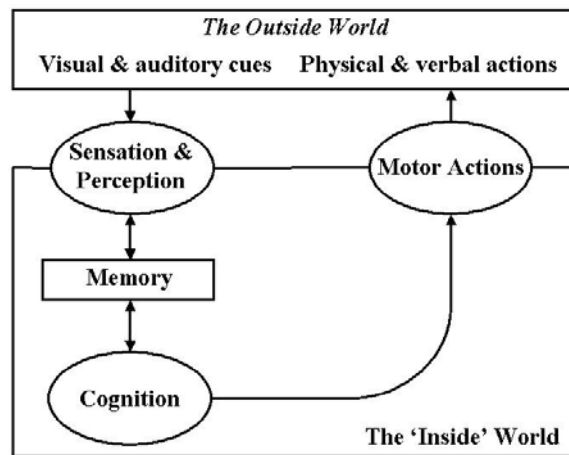 The Outside World
Visual & auditory cues Physical & verbal actions
Sensation &
Perception
Motor Actions
Memory
Cognition
The ‘Inside’ World